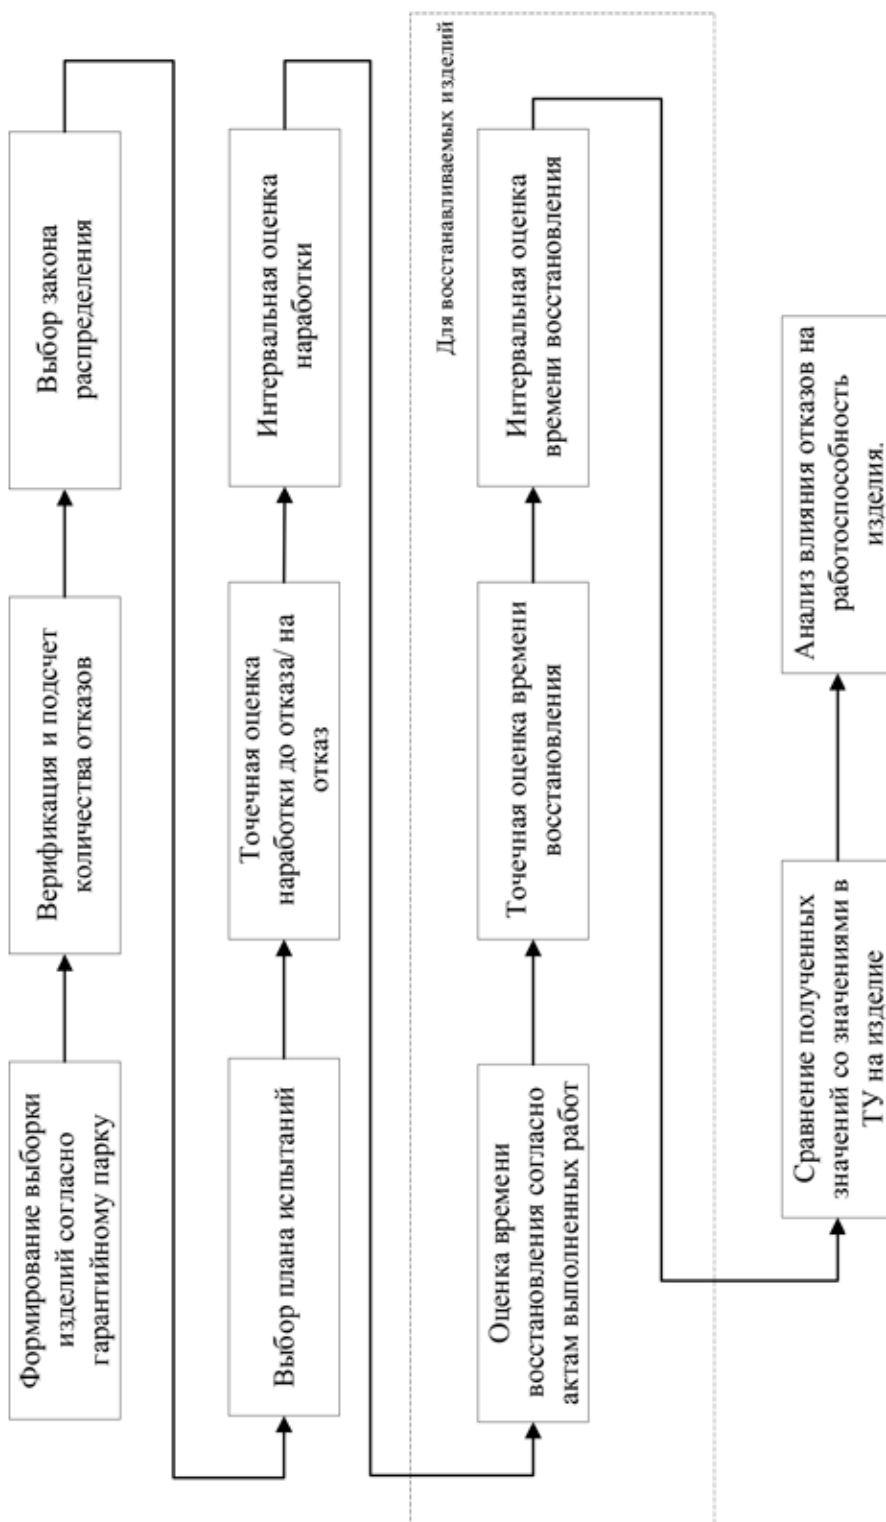 Формирование выборки
изделий согласно
гарантийному парку
Верификация и подсчет
количества отказов
Выбор закона
распределения
Выбор плана испытаний
Точечная оценка
наработки до отказа/ на
отказ
Интервальная оценка
наработки
Для восстанавливаемых изделий
Оценка времени
восстановления согласно
актам выполненных работ
Точечная оценка времени
восстановления
Интервальная оценка
времени восстановления
Сравнение полученных
значений со значениями в
ТУ на изделие
Анализ влияния отказов на
работоспособность
изделия.